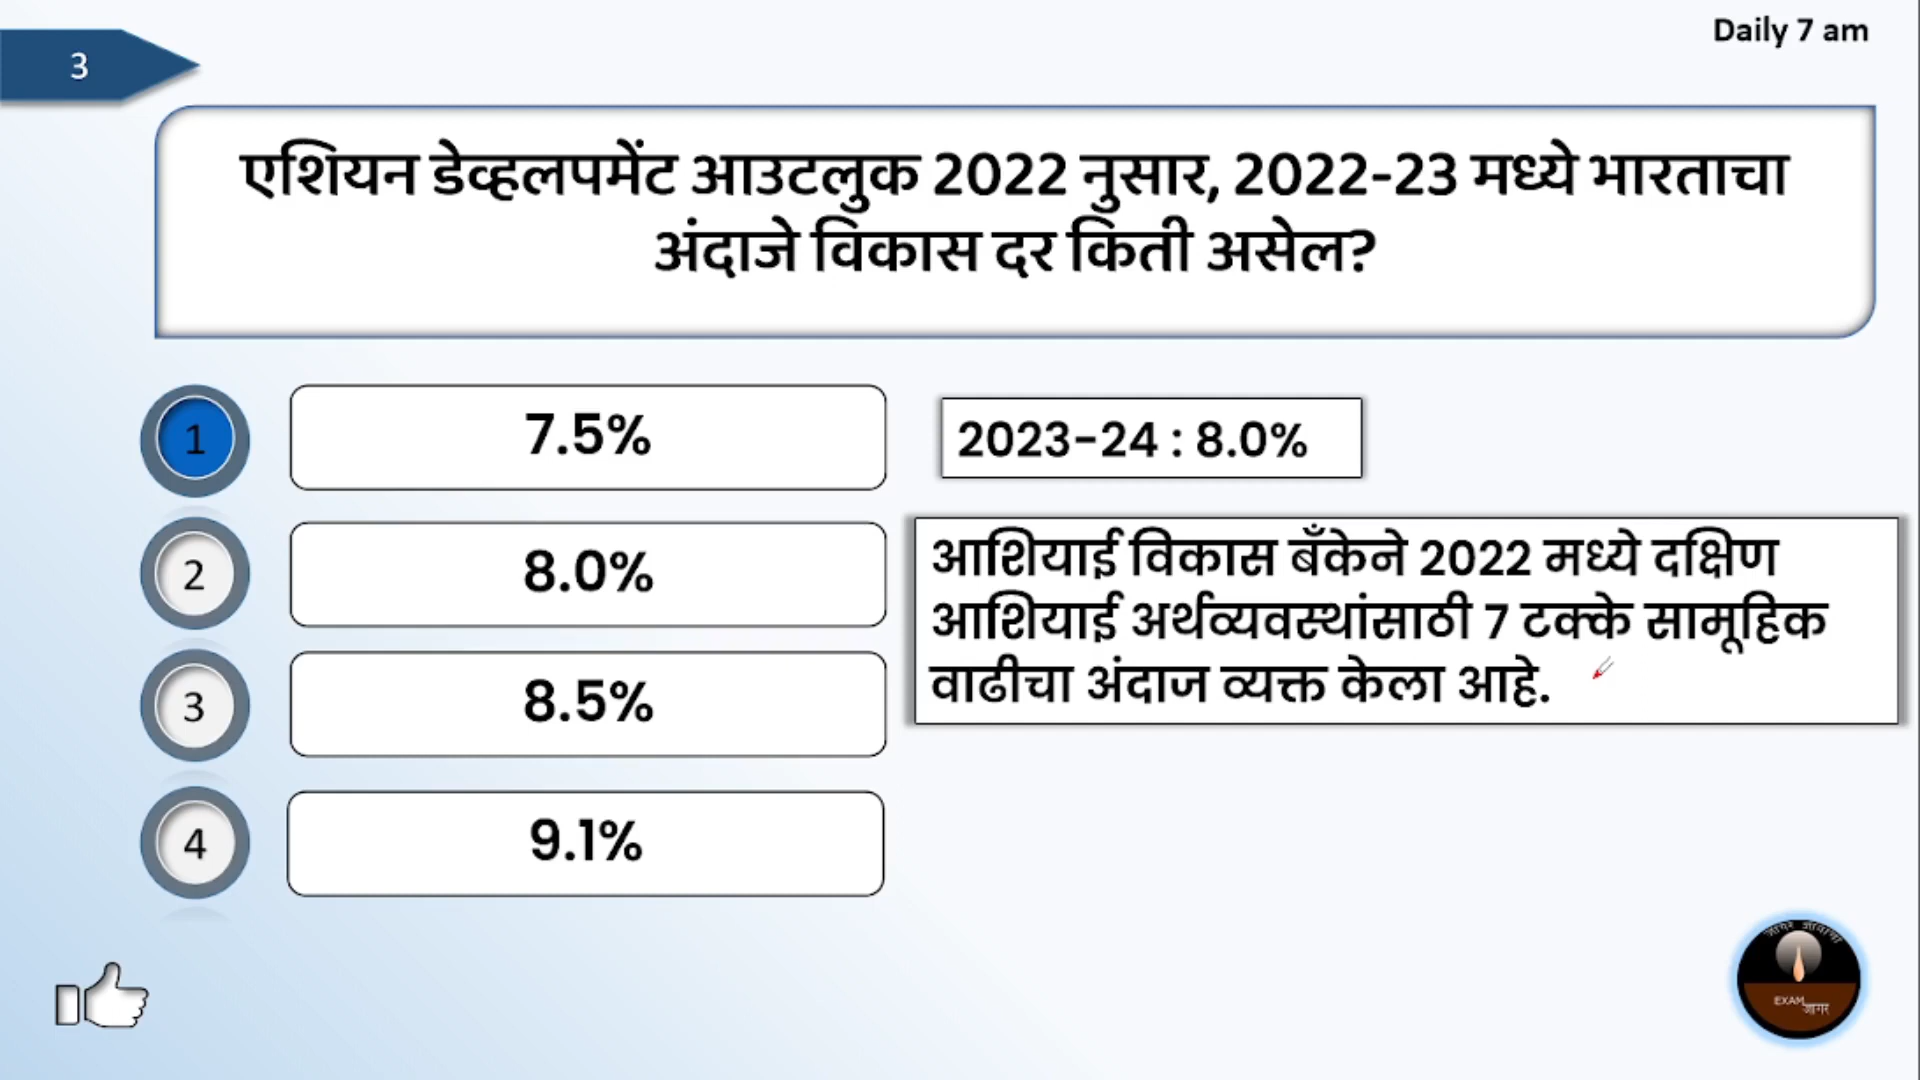 Daily 7 am
3
एशियन डेव्हलपमेंट आउटलुक 2022 नुसार, 2022-23 मध्ये भारताचा
अंदाजे विकास दर किती असेल?
1
7.5%
2023-24 : 8.0%
2
8.0%
आशियाई विकास बँकेने 2022 मध्ये दक्षिण
आशियाई अर्थव्यवस्थांसाठी 7 टक्के सामूहिक
वाढीचा अंदाज व्यक्त केला आहे.
3
8.5%
4
9.1%
EXAM
जागर